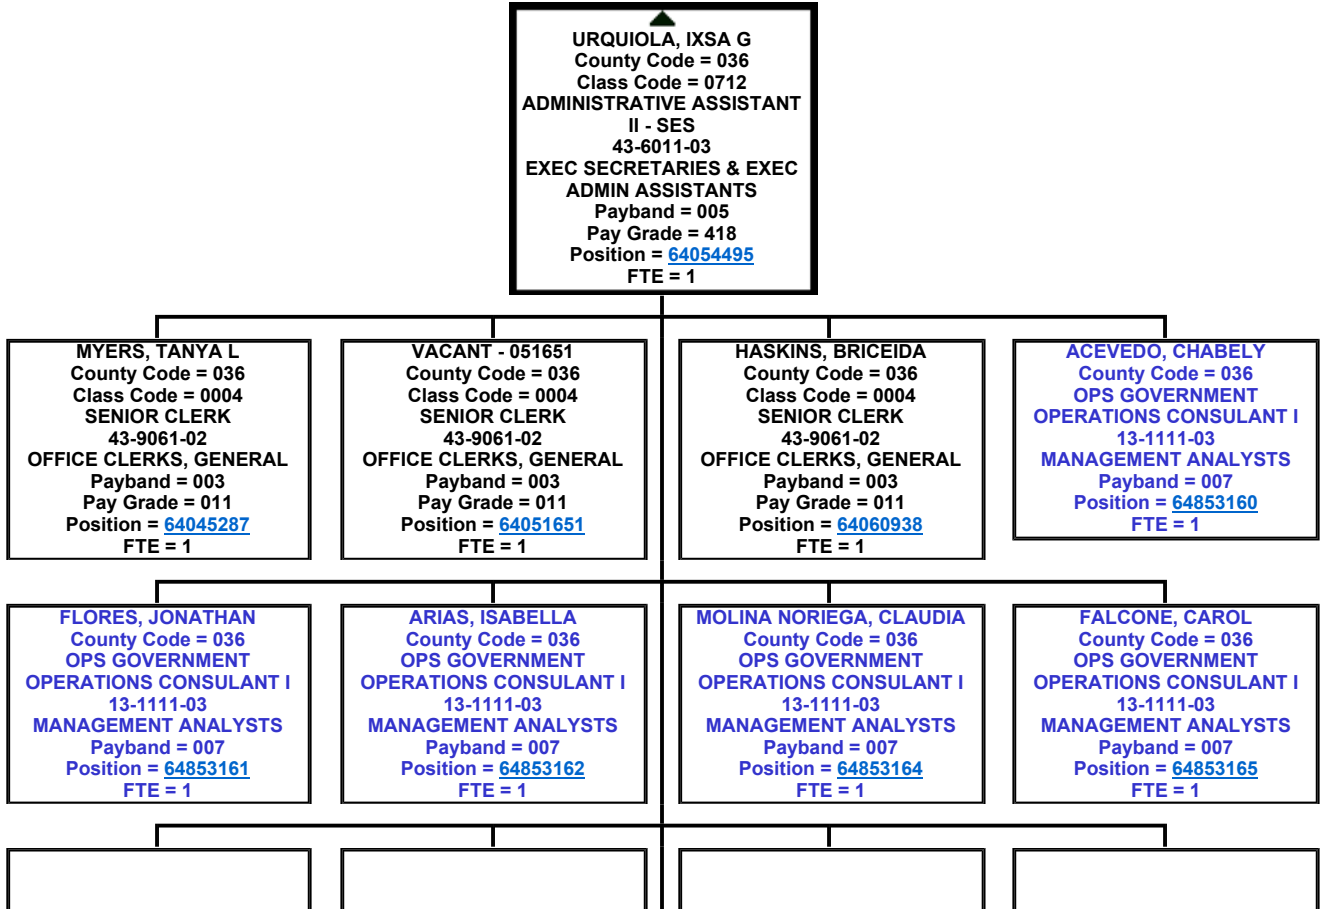 URQUIOLA, IXSA G
County Code = 036
Class Code = 0712
ADMINISTRATIVE ASSISTANT
II - SES
43-6011-03
EXEC SECRETARIES & EXEC
ADMIN ASSISTANTS
Payband = 005
Pay Grade = 418
Position = 64054495
FTE = 1
MYERS, TANYA L
County Code = 036
Class Code = 0004
SENIOR CLERK
43-9061-02
OFFICE CLERKS, GENERAL
Payband = 003
Pay Grade = 011
Position = 64045287
FTE = 1
VACANT - 051651
County Code = 036
Class Code = 0004
SENIOR CLERK
43-9061-02
OFFICE CLERKS, GENERAL
Payband = 003
Pay Grade = 011
Position = 64051651
FTE = 1
HASKINS, BRICEIDA
County Code = 036
Class Code = 0004
SENIOR CLERK
43-9061-02
OFFICE CLERKS, GENERAL
Payband = 003
Pay Grade = 011
Position = 64060938
FTE = 1
ACEVEDO, CHABELY
County Code = 036
OPS GOVERNMENT
OPERATIONS CONSULANT I
13-1111-03
MANAGEMENT ANALYSTS
Payband = 007
Position = 64853160
FTE = 1
FLORES, JONATHAN
County Code = 036
OPS GOVERNMENT
OPERATIONS CONSULANT I
13-1111-03
MANAGEMENT ANALYSTS
Payband = 007
Position = 64853161
FTE = 1
ARIAS, ISABELLA
County Code = 036
OPS GOVERNMENT
OPERATIONS CONSULANT I
13-1111-03
MANAGEMENT ANALYSTS
Payband = 007
Position = 64853162
FTE = 1
MOLINA NORIEGA, CLAUDIA
County Code = 036
OPS GOVERNMENT
OPERATIONS CONSULANT I
13-1111-03
MANAGEMENT ANALYSTS
Payband = 007
Position = 64853164
FTE = 1
FALCONE, CAROL
County Code = 036
OPS GOVERNMENT
OPERATIONS CONSULANT I
13-1111-03
MANAGEMENT ANALYSTS
Payband = 007
Position = 64853165
FTE = 1